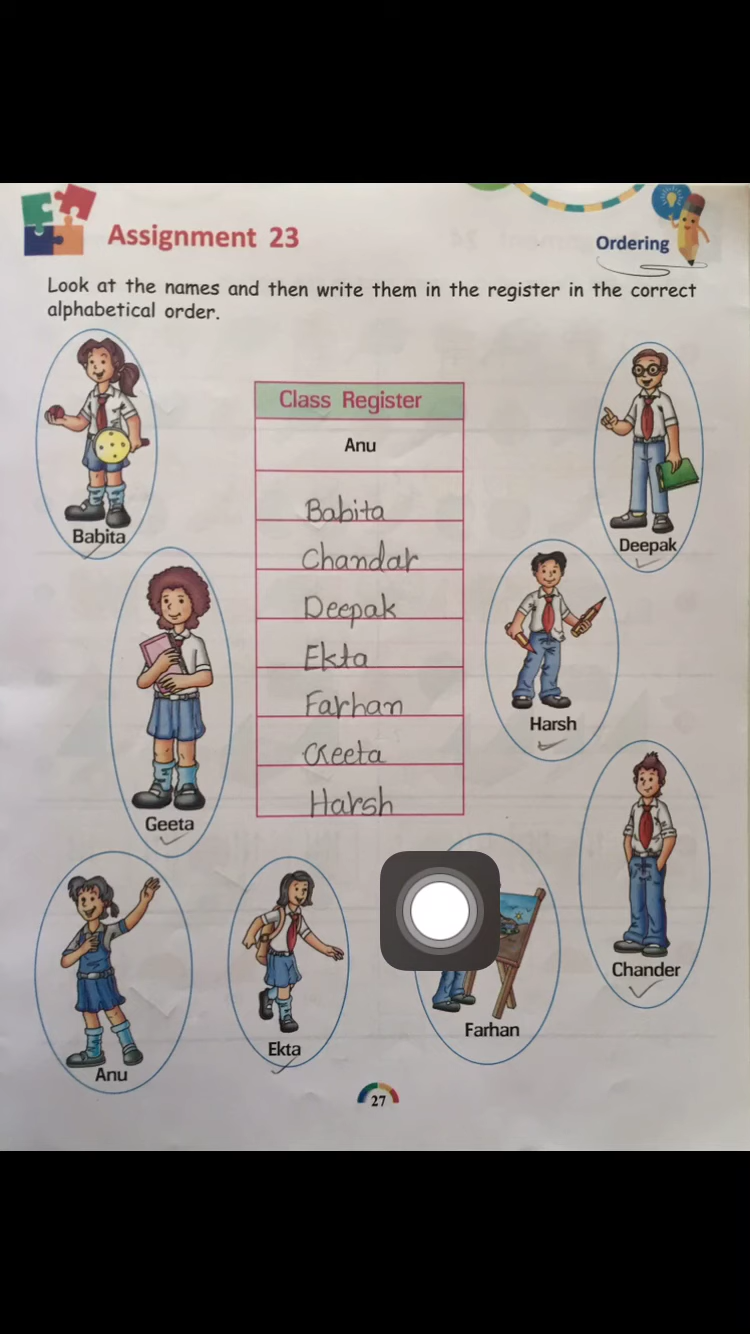 Assignment 23
Ordering
Look at the names and then write them in the register in the correct
alphabetical order.
Class Register
Anu
Babita
Chandar
Deepak
Ekta
Farhan
Geeta
Harsh
Babita
Deepak
Geeta
Harsh
Anu
Ekta
Farhan
Chander
27